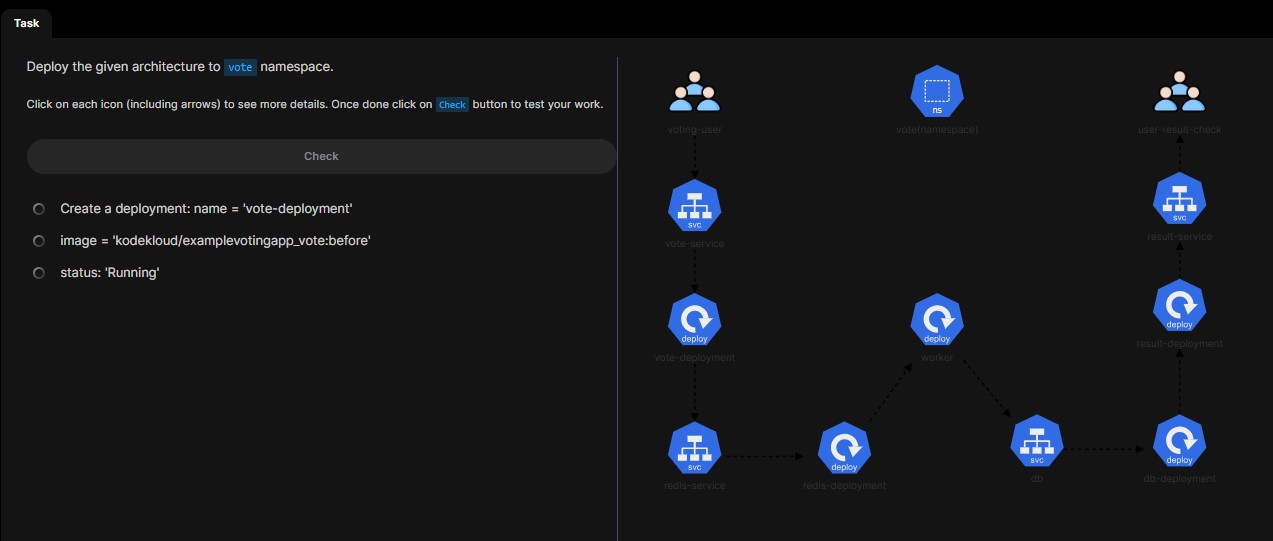 Task
Deploy the given architecture to vote namespace.
Click on each icon (including arrows) to see more details. Once done click on Check button to test your work.
Check
Create a deployment: name = 'vote-deployment'
image = 'kodekloud/examplevotingapp_vote:before'
status: 'Running'
ns
voting-user
vote(namespace)
user-result-check
svc
vote-service
svc
result-service
deploy
vote-deployment
deploy
worker
deploy
result-deployment
svc
redis-service
deploy
redis-deployment
svc
db
deploy
db-deployment